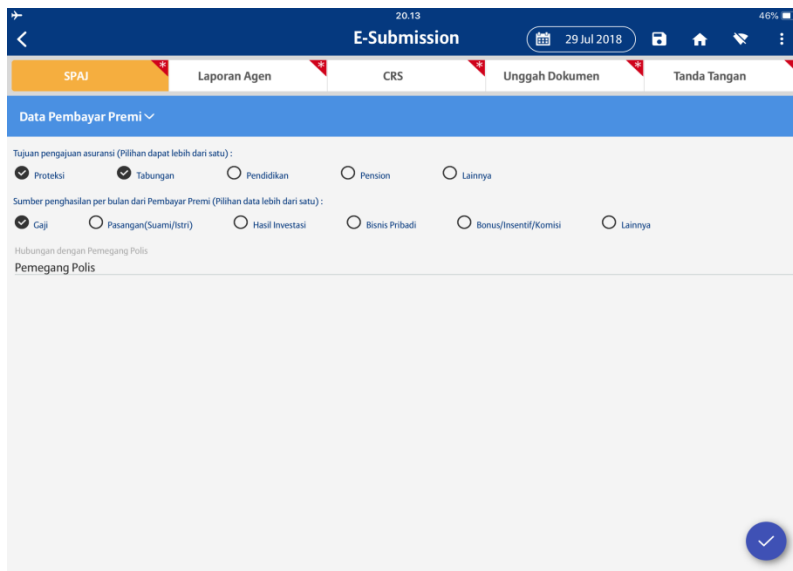 20.13
46%
E-Submission
29 Jul 2018
SPAJ
*
Laporan Agen
*
CRS
*
Unggah Dokumen
*
Tanda Tangan
Data Pembayar Premi
Tujuan pengajuan asuransi (Pilihan dapat lebih dari satu) :
Proteksi Tabungan Pendidikan Pension Lainnya
Sumber penghasilan per bulan dari Pembayar Premi (Pilihan data lebih dari satu) :
Gaji Pasangan(Suami/Istri) Hasil Investasi Bisnis Pribadi Bonus/Insentif/Komisi Lainnya
Hubungan dengan Pemegang Polis
Pemegang Polis